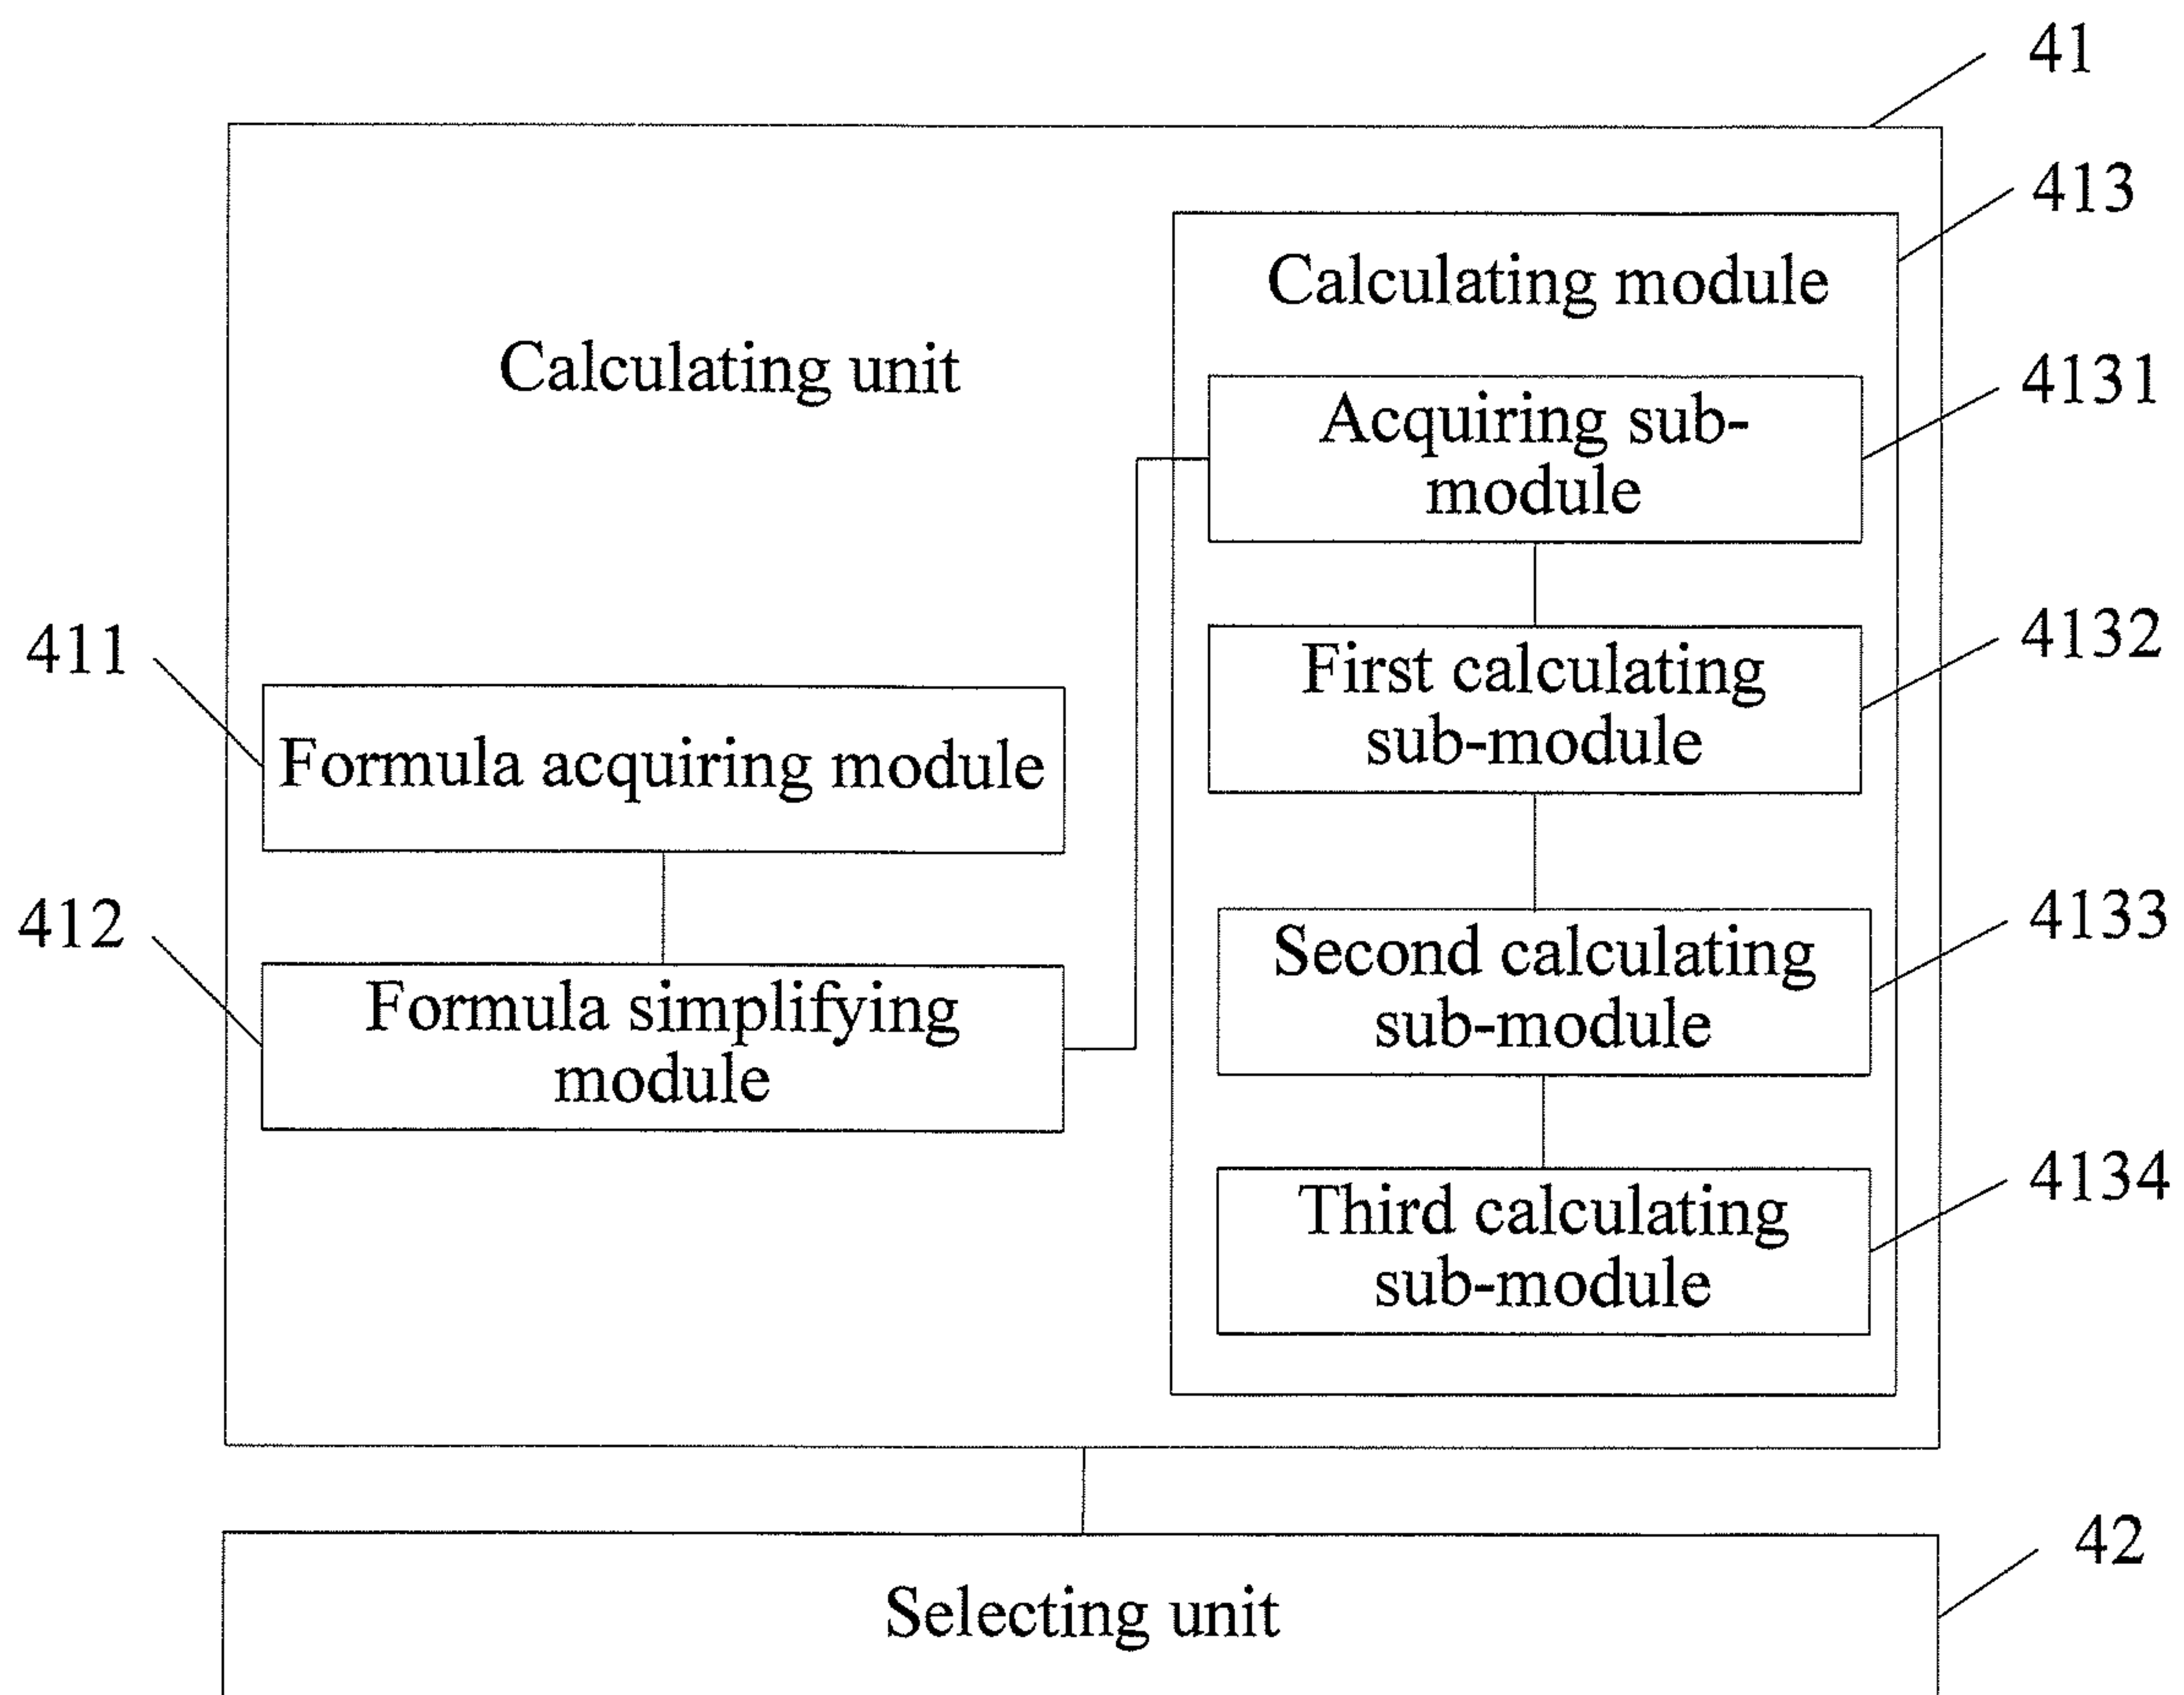 41
413
Calculating module
Calculating unit
4131
Acquiring sub-
module
4132
First calculating
sub-module
411
Formula acquiring module
4133
Second calculating
sub-module
412
Formula simplifying
module
4134
Third calculating
sub-module
42
Selecting unit